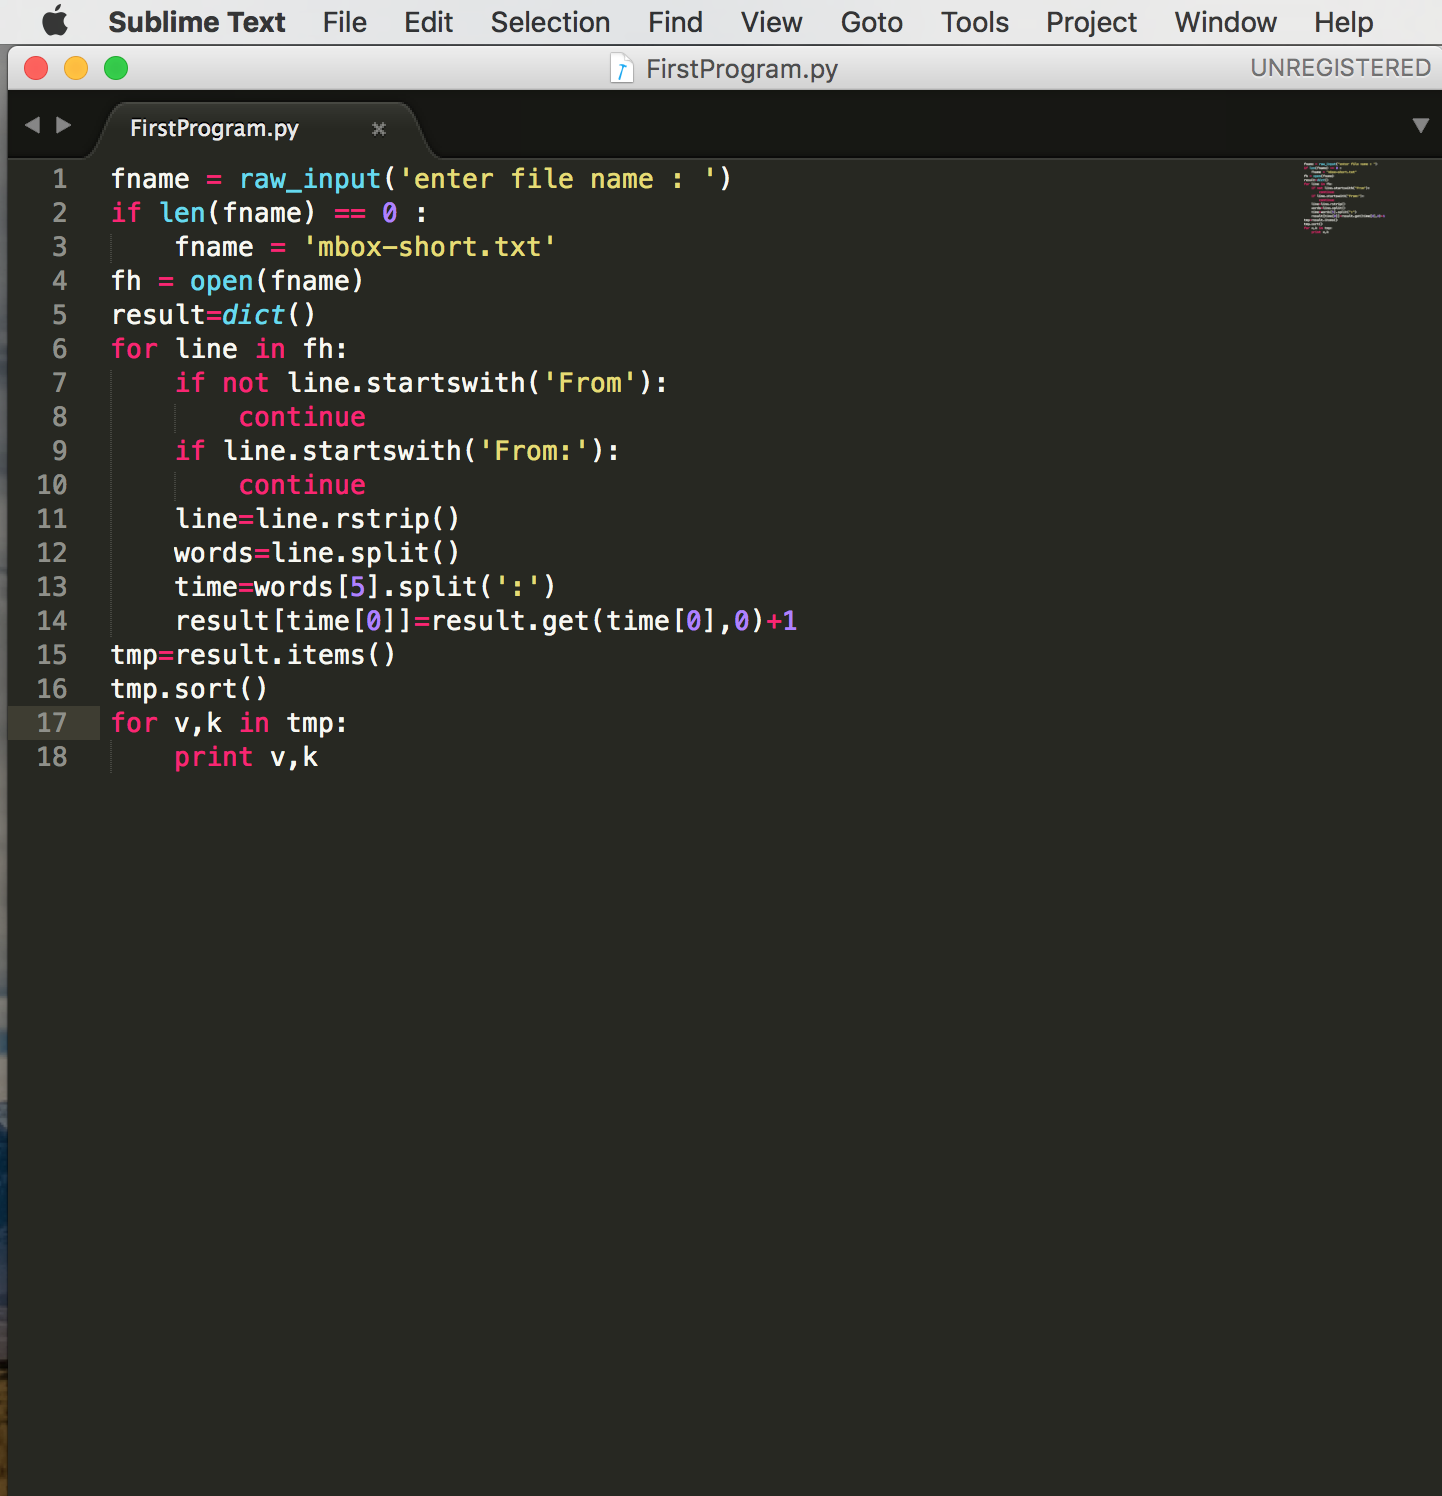 Sublime Text File Edit Selection Find View Goto Tools Project Window Help
FirstProgram.py UNREGISTERED
FirstProgram.py
1 fname = raw_input('enter file name : ')
2 if len(fname) == 0 :
3     fname = 'mbox-short.txt'
4 fh = open(fname)
5 result=dict()
6 for line in fh:
7     if not line.startswith('From'):
8         continue
9     if line.startswith('From:'):
10         continue
11     line=line.rstrip()
12     words=line.split()
13     time=words[5].split(':')
14     result[time[0]]=result.get(time[0],0)+1
15 tmp=result.items()
16 tmp.sort()
17 for v,k in tmp:
18     print v,k